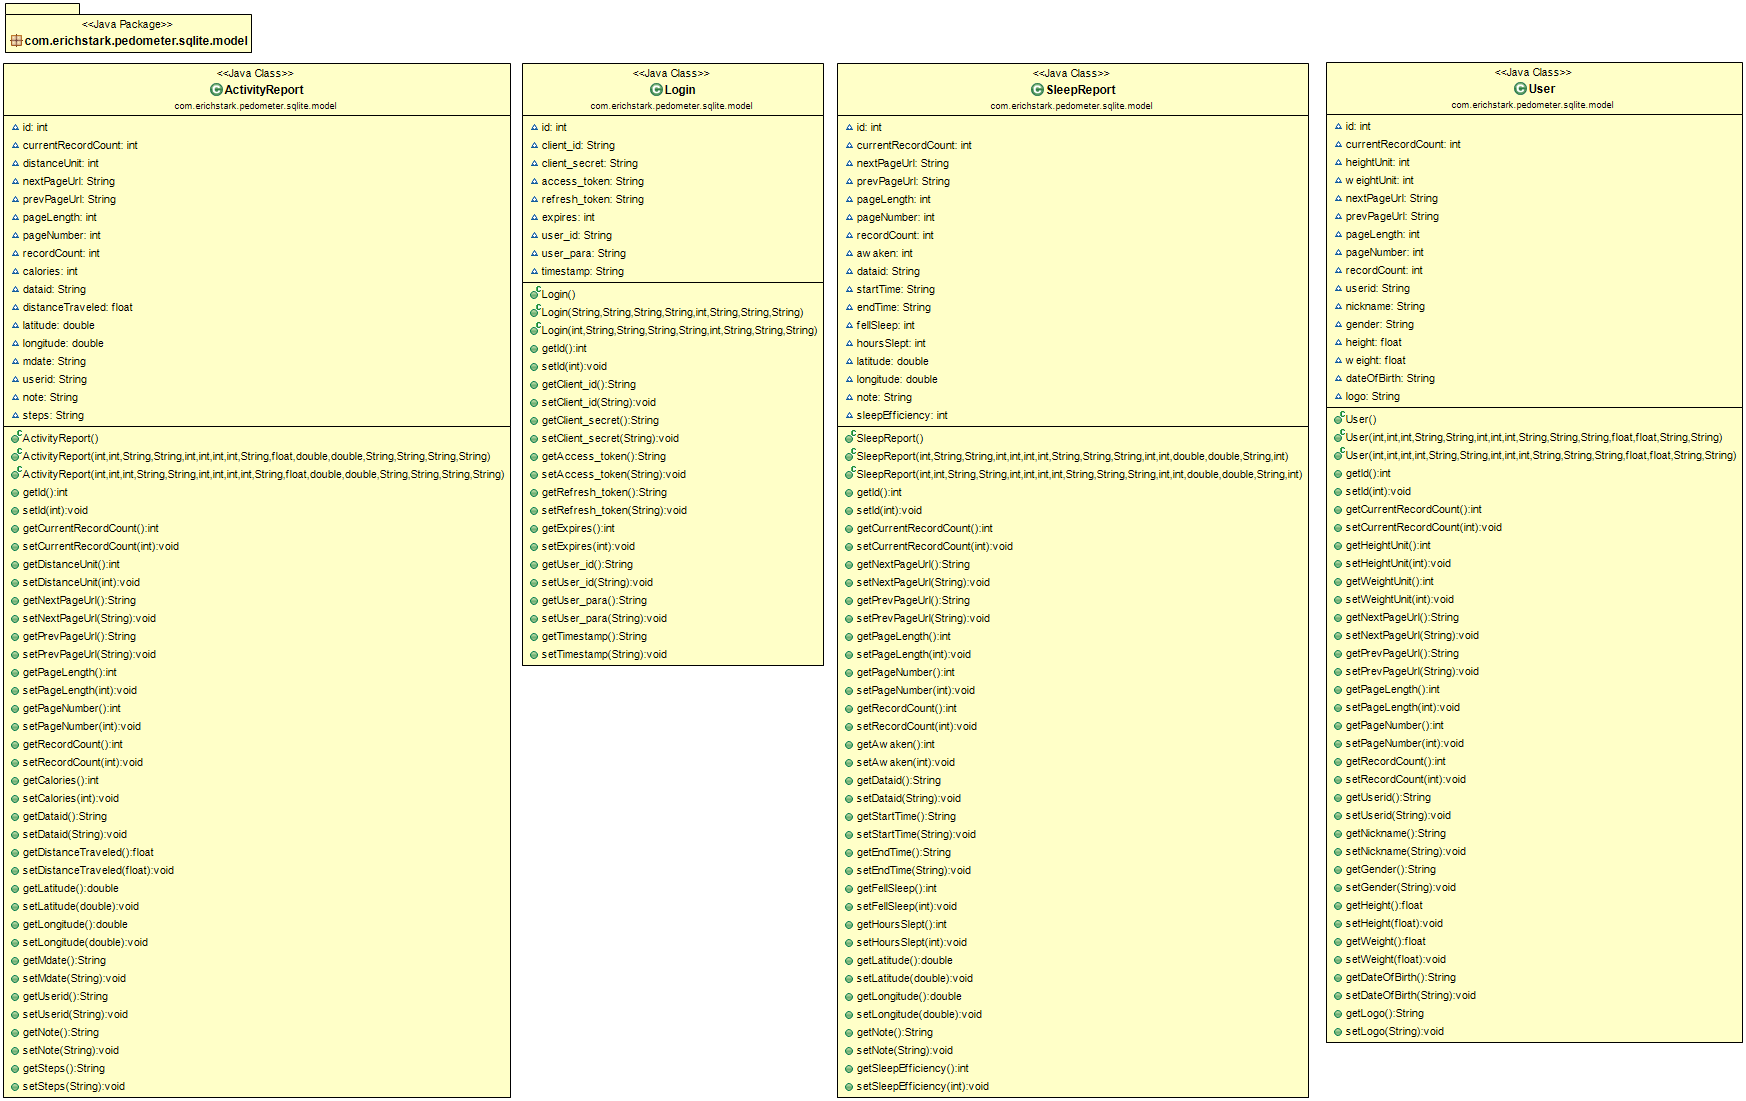 <<Java Package>>
com.erichstark.pedometer.sqlite.model
<<Java Class>>
ActivityReport
com.erichstark.pedometer.sqlite.model
id: int
currentRecordCount: int
distanceUnit: int
nextPageUrl: String
prevPageUrl: String
pageLength: int
pageNumber: int
recordCount: int
calories: int
dataid: String
distanceTraveled: float
latitude: double
longitude: double
mdate: String
userid: String
note: String
steps: String
ActivityReport()
ActivityReport(int,int,String,String,int,int,int,int,String,float,double,double,String,String,String,String)
ActivityReport(int,int,int,String,String,int,int,int,int,String,float,double,double,String,String,String,String)
getId():int
setId(int):void
getCurrentRecordCount():int
setCurrentRecordCount(int):void
getDistanceUnit():int
setDistanceUnit(int):void
getNextPageUrl():String
setNextPageUrl(String):void
getPrevPageUrl():String
setPrevPageUrl(String):void
getPageLength():int
setPageLength(int):void
getPageNumber():int
setPageNumber(int):void
getRecordCount():int
setRecordCount(int):void
getCalories():int
setCalories(int):void
getDataid():String
setDataid(String):void
getDistanceTraveled():float
setDistanceTraveled(float):void
getLatitude():double
setLatitude(double):void
getLongitude():double
setLongitude(double):void
getMdate():String
setMdate(String):void
getUserid():String
setUserid(String):void
getNote():String
setNote(String):void
getSteps():String
setSteps(String):void
<<Java Class>>
Login
com.erichstark.pedometer.sqlite.model
id: int
client_id: String
client_secret: String
access_token: String
refresh_token: String
expires: int
user_id: String
user_para: String
timestamp: String
Login()
Login(String,String,String,String,int,String,String,String)
Login(int,String,String,String,String,int,String,String,String)
getId():int
setId(int):void
getClient_id():String
setClient_id(String):void
getClient_secret():String
setClient_secret(String):void
getAccess_token():String
setAccess_token(String):void
getRefresh_token():String
setRefresh_token(String):void
getExpires():int
setExpires(int):void
getUser_id():String
setUser_id(String):void
getUser_para():String
setUser_para(String):void
getTimestamp():String
setTimestamp(String):void
<<Java Class>>
SleepReport
com.erichstark.pedometer.sqlite.model
id: int
currentRecordCount: int
nextPageUrl: String
prevPageUrl: String
pageLength: int
pageNumber: int
recordCount: int
awaken: int
dataid: String
startTime: String
endTime: String
fellSleep: int
hoursSlept: int
latitude: double
longitude: double
note: String
sleepEfficiency: int
SleepReport()
SleepReport(int,String,String,int,int,int,int,String,String,String,int,int,double,double,String,int)
SleepReport(int,int,String,String,int,int,int,int,String,String,String,int,int,double,double,String,int)
getId():int
setId(int):void
getCurrentRecordCount():int
setCurrentRecordCount(int):void
getNextPageUrl():String
setNextPageUrl(String):void
getPrevPageUrl():String
setPrevPageUrl(String):void
getPageLength():int
setPageLength(int):void
getPageNumber():int
setPageNumber(int):void
getRecordCount():int
setRecordCount(int):void
getAwaken():int
setAwaken(int):void
getDataid():String
setDataid(String):void
getStartTime():String
setStartTime(String):void
getEndTime():String
setEndTime(String):void
getFellSleep():int
setFellSleep(int):void
getHoursSlept():int
setHoursSlept(int):void
getLatitude():double
setLatitude(double):void
getLongitude():double
setLongitude(double):void
getNote():String
setNote(String):void
getSleepEfficiency():int
setSleepEfficiency(int):void
<<Java Class>>
User
com.erichstark.pedometer.sqlite.model
id: int
currentRecordCount: int
heightUnit: int
weightUnit: int
nextPageUrl: String
prevPageUrl: String
pageLength: int
pageNumber: int
recordCount: int
userid: String
nickname: String
gender: String
height: float
weight: float
dateOfBirth: String
logo: String
User()
User(int,int,int,String,String,int,int,int,String,String,String,float,float,String,String)
User(int,int,int,int,String,String,int,int,int,String,String,String,float,float,String,String)
getId():int
setId(int):void
getCurrentRecordCount():int
setCurrentRecordCount(int):void
getHeightUnit():int
setHeightUnit(int):void
getWeightUnit():int
setWeightUnit(int):void
getNextPageUrl():String
setNextPageUrl(String):void
getPrevPageUrl():String
setPrevPageUrl(String):void
getPageLength():int
setPageLength(int):void
getPageNumber():int
setPageNumber(int):void
getRecordCount():int
setRecordCount(int):void
getUserid():String
setUserid(String):void
getNickname():String
setNickname(String):void
getGender():String
setGender(String):void
getHeight():float
setHeight(float):void
getWeight():float
setWeight(float):void
getDateOfBirth():String
setDateOfBirth(String):void
getLogo():String
setLogo(String):void